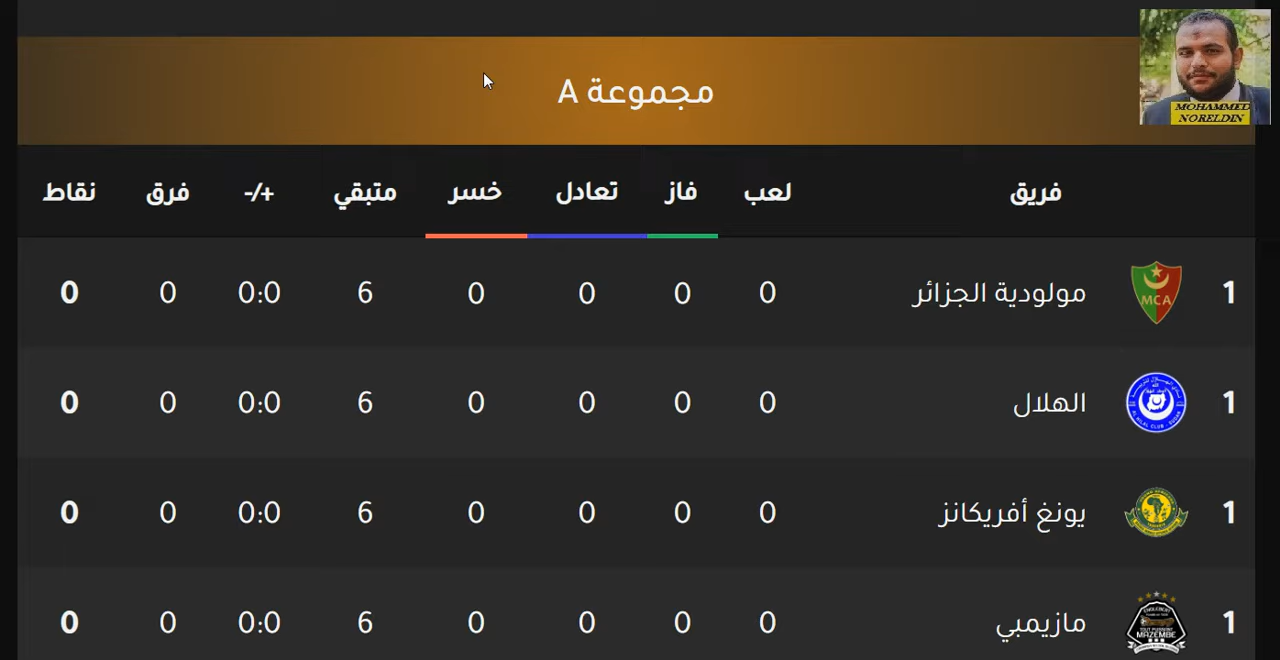 مجموعة A
MOHAMMED
NORELDIN
فريق لعب فاز تعادل خسر متبقي +/- فرق نقاط
1 MCA مولودية الجزائر 0 0 0 0 6 0:0 0 0
1 الهلال 0 0 0 0 6 0:0 0 0
1 يونغ أفريكانز 0 0 0 0 6 0:0 0 0
1 MAZEMBE مازيمبي 0 0 0 0 6 0:0 0 0